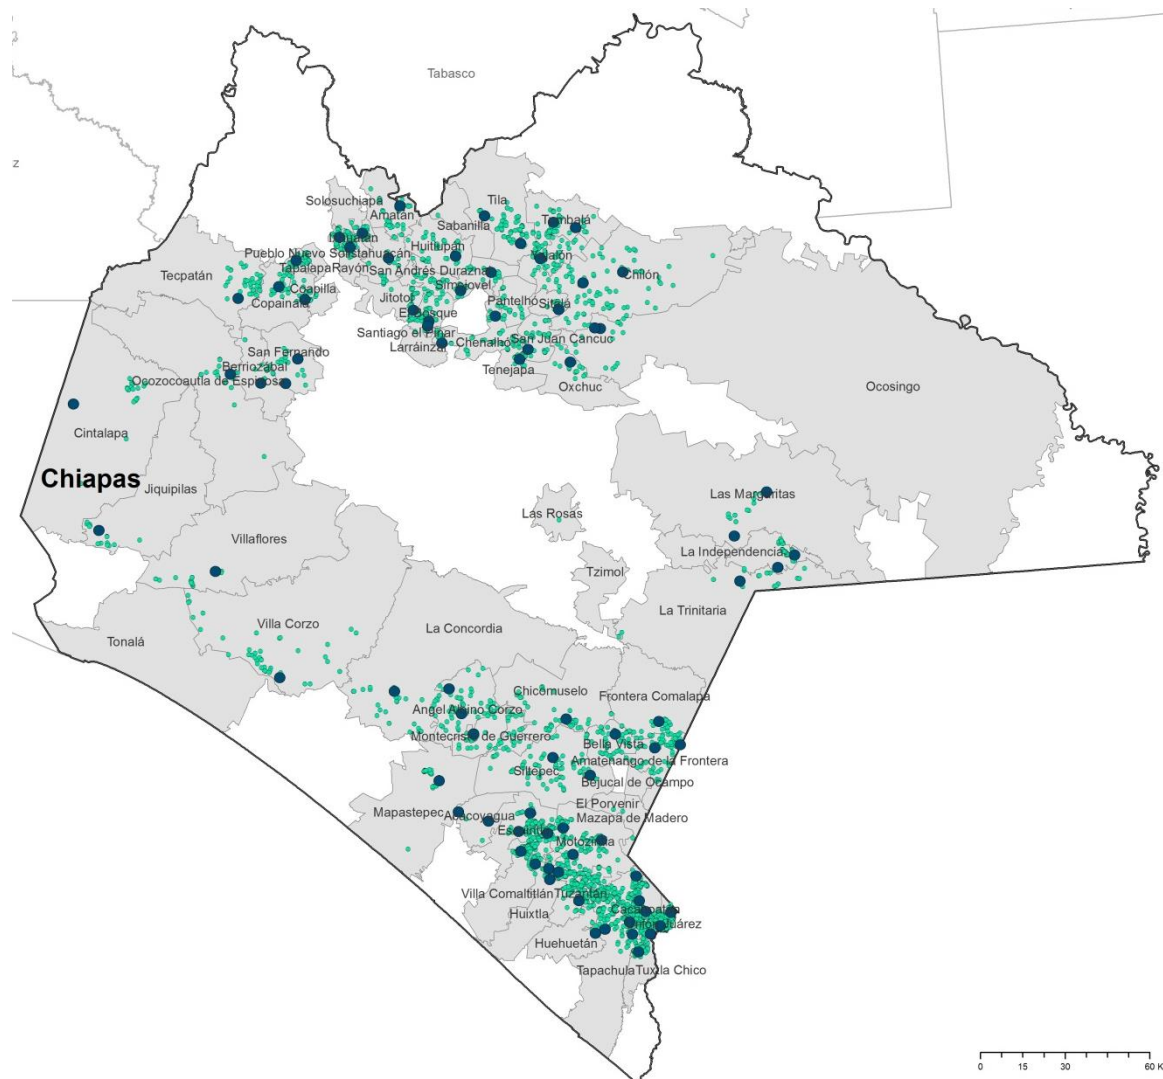 Tabasco
z
Solosuchiapa
Tila
Amatán
Sabanilla
Tumbalá
Ixhuatán
Huitiupán
Pueblo Nuevo Solistahuacán
Yajalón
Tecpatán
Tapalapa
Rayón
San Andrés Duraznal
Chilón
Coapilla
Simojovel
Copainalá
Jitotol
Pantelhó
Sitalá
El Bosque
Santiago el Pinar
San Juan Cancuc
Larráinzar
Chenalhó
San Fernando
Berriozábal
Tenejapa
Ocozocoautla de Espinosa
Oxchuc
Ocosingo
Cintalapa
Chiapas
Jiquipilas
Las Margaritas
Las Rosas
Villaflores
La Independencia
Tzimol
La Trinitaria
Villa Corzo
La Concordia
Tonalá
Chicomuselo
Frontera Comalapa
Angel Albino Corzo
Montecristo de Guerrero
Bella Vista
Amatenango de la Frontera
Siltepec
Bejucal de Ocampo
El Porvenir
Mapastepec
Acacoyagua
Mazapa de Madero
Escuintla
Motozintla
Villa Comaltitlán
Tuzantán
Cacahoatán
Huixtla
Unión Juárez
Huehuetán
Tapachula
Tuxtla Chico
0 15 30 60 K